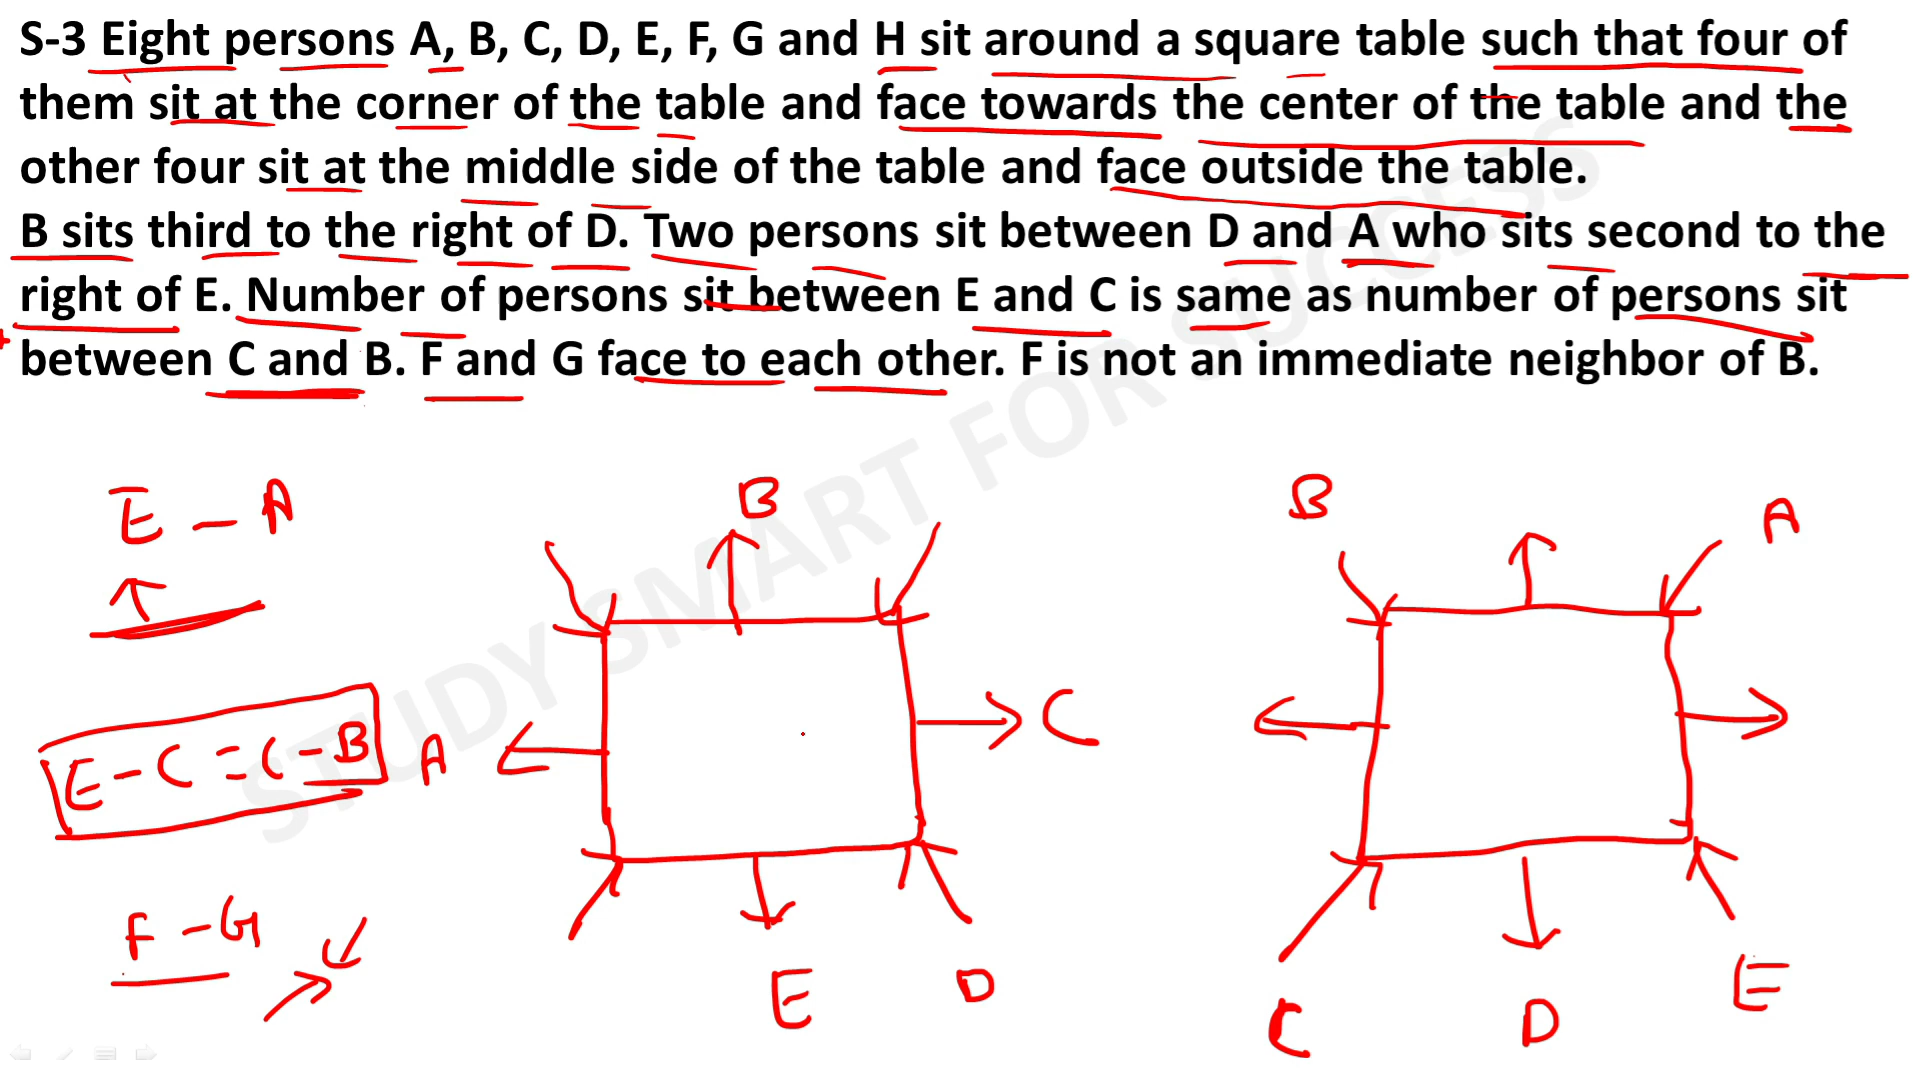 S-3 Eight persons A, B, C, D, E, F, G and H sit around a square table such that four of
them sit at the corner of the table and face towards the center of the table and the
other four sit at the middle side of the table and face outside the table.
B sits third to the right of D. Two persons sit between D and A who sits second to the
right of E. Number of persons sit between E and C is same as number of persons sit
between C and B. F and G face to each other. F is not an immediate neighbor of B.
STUDY SMART FOR SUCCESS
E – A
E – C = C – B
F – G
B
A
C
E
D
B
A
C
D
E